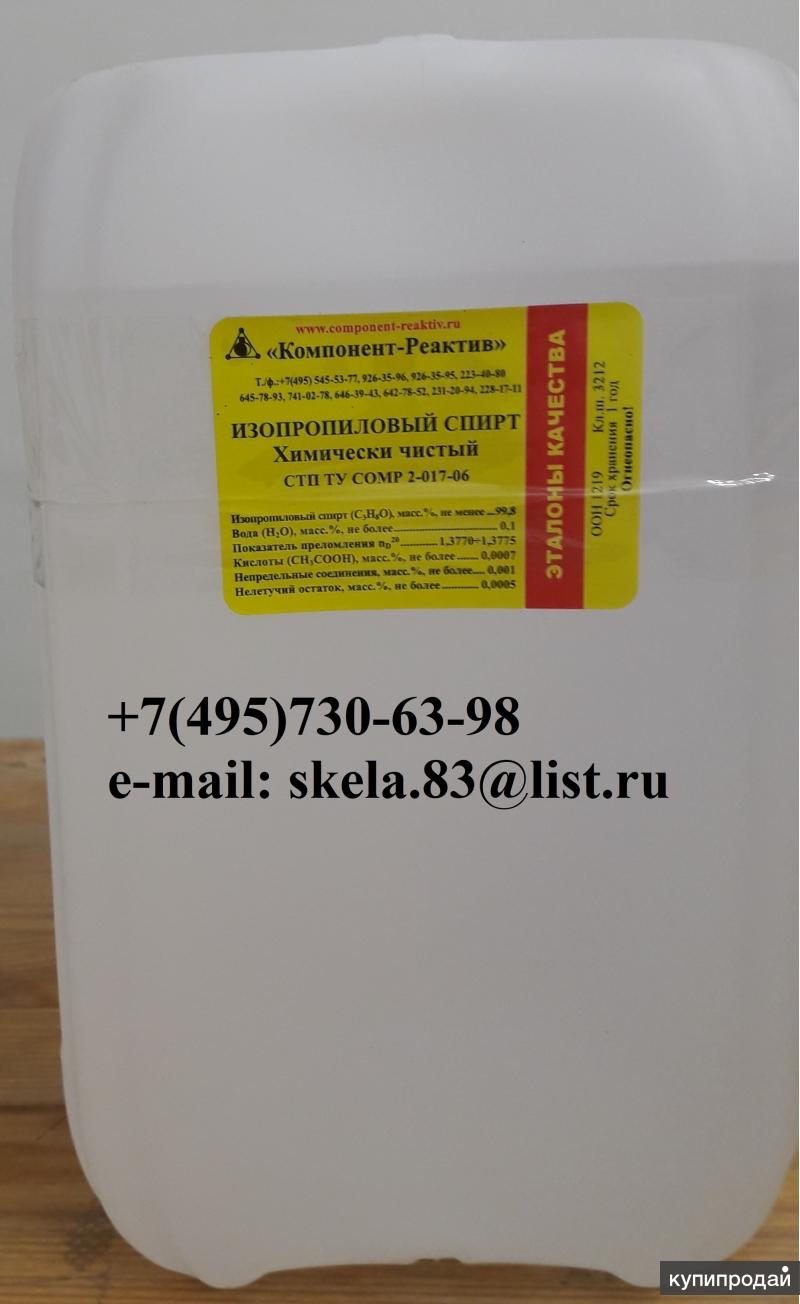 www.component-reaktiv.ru
«Компонент-Реактив»
Т./ф.:+7(495) 545-53-77, 926-35-96, 926-35-95, 223-40-80
645-78-93, 741-02-78, 646-39-43, 642-78-52, 231-20-94, 228-17-11
ИЗОПРОПИЛОВЫЙ СПИРТ
Химически чистый
СТП ТУ COMP 2-017-06
Изопропиловый спирт (C₃H₈O), масс.%, не менее...99,8
Вода (H₂O), масс.%, не более...0,1
Показатель преломления n_D²⁰...1,3770÷1,3775
Кислоты (CH₃COOH), масс.%, не более...0,0007
Непредельные соединения, масс.%, не более...0,001
Нелетучий остаток, масс.%, не более...0,0005
ЭТАЛОНЫ КАЧЕСТВА
ООН 1219 Кл.ш. 3212
Срок хранения 1 год
Огнеопасно!
+7(495)730-63-98
e-mail: skela.83@list.ru
купипродай